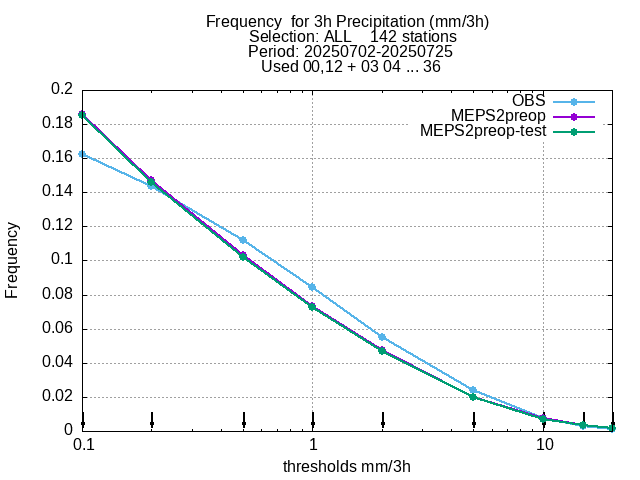 Frequency  for 3h Precipitation (mm/3h)
Selection: ALL    142 stations
Period: 20250702-20250725
Used 00,12 + 03 04 ... 36
OBS
MEPS2preop
MEPS2preop-test
Frequency
0.2
0.18
0.16
0.14
0.12
0.1
0.08
0.06
0.04
0.02
0
0.1 1 10
thresholds mm/3h